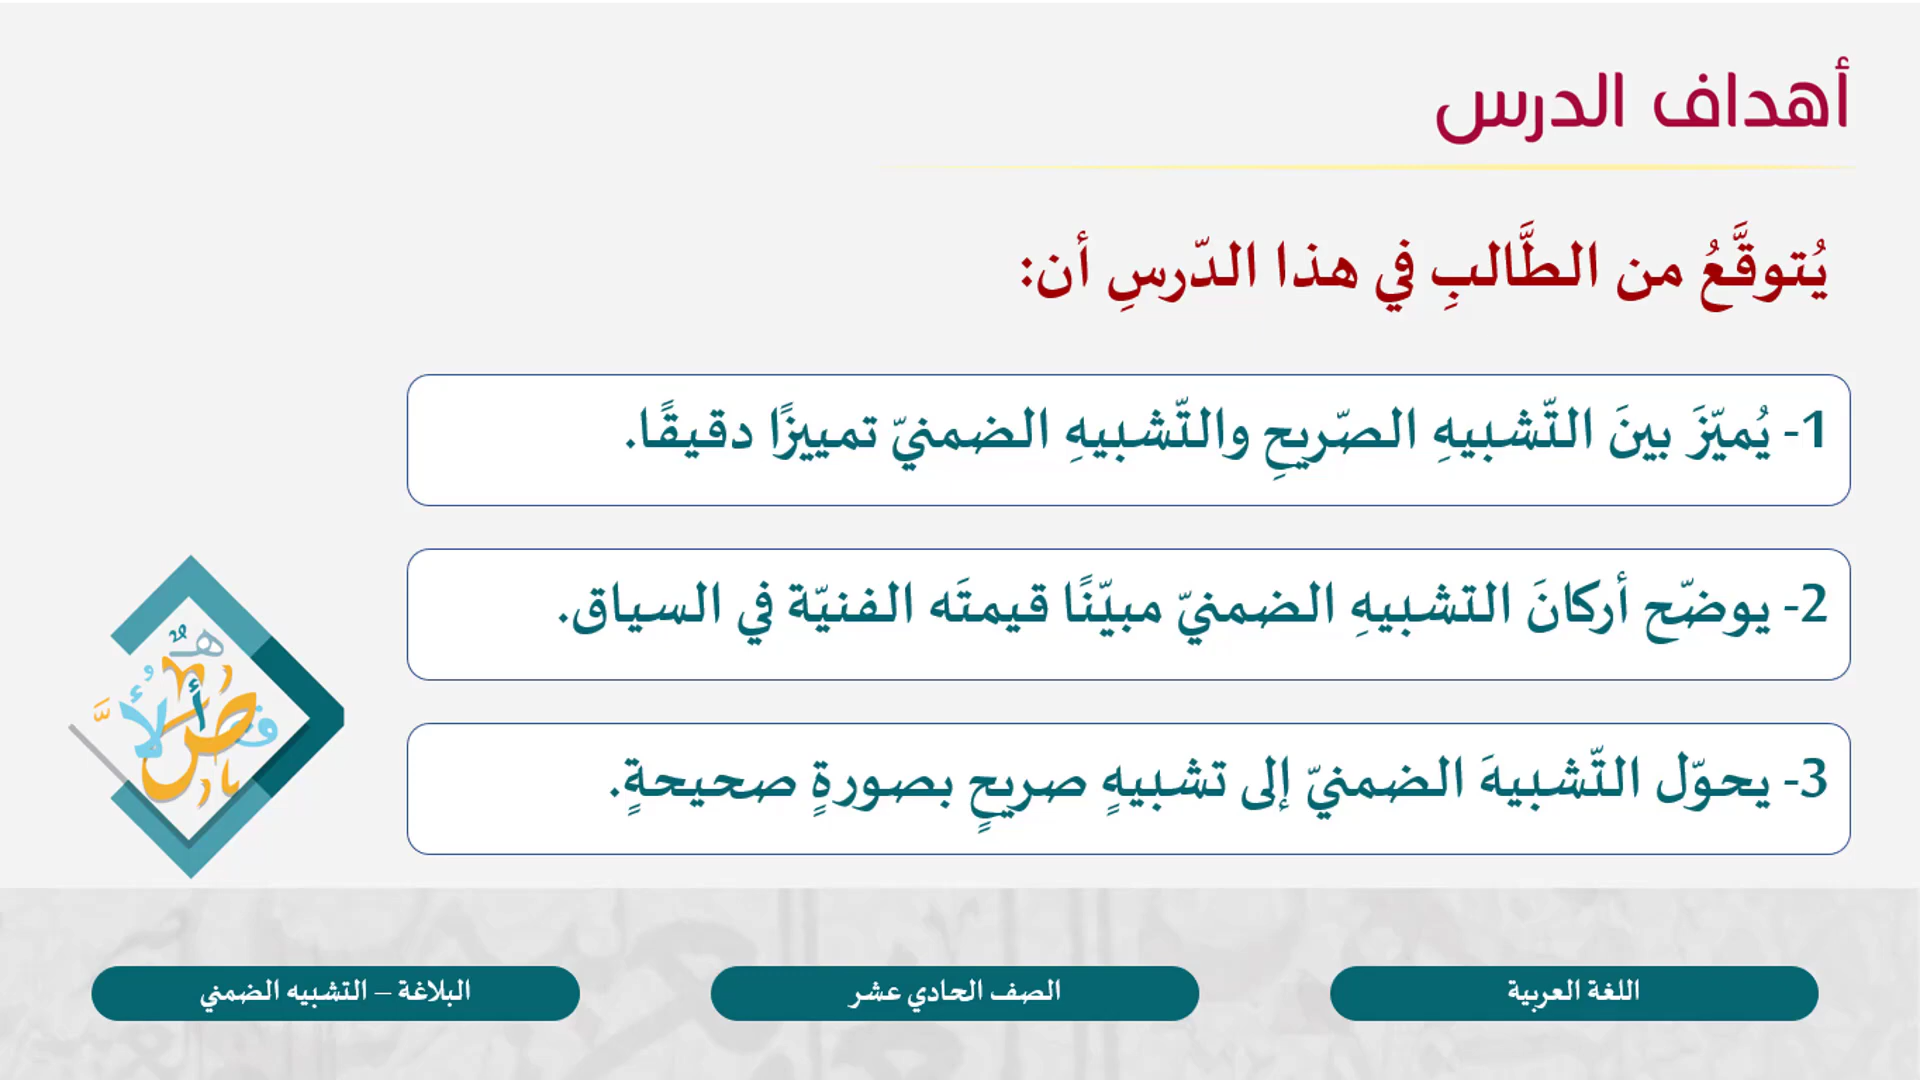 أهداف الدرس
يُتوقَّعُ من الطَّالبِ في هذا الدّرسِ أن:
1- يُميّزَ بينَ التّشبيهِ الصّريحِ والتّشبيهِ الضمنيّ تمييزًا دقيقًا.
2- يوضّح أركانَ التشبيهِ الضمنيّ مبيّنًا قيمتَه الفنيّة في السياق.
3- يحوّل التّشبيهَ الضمنيّ إلى تشبيهٍ صريحٍ بصورةٍ صحيحةٍ.
اللغة العربية
الصف الحادي عشر
البلاغة – التشبيه الضمني